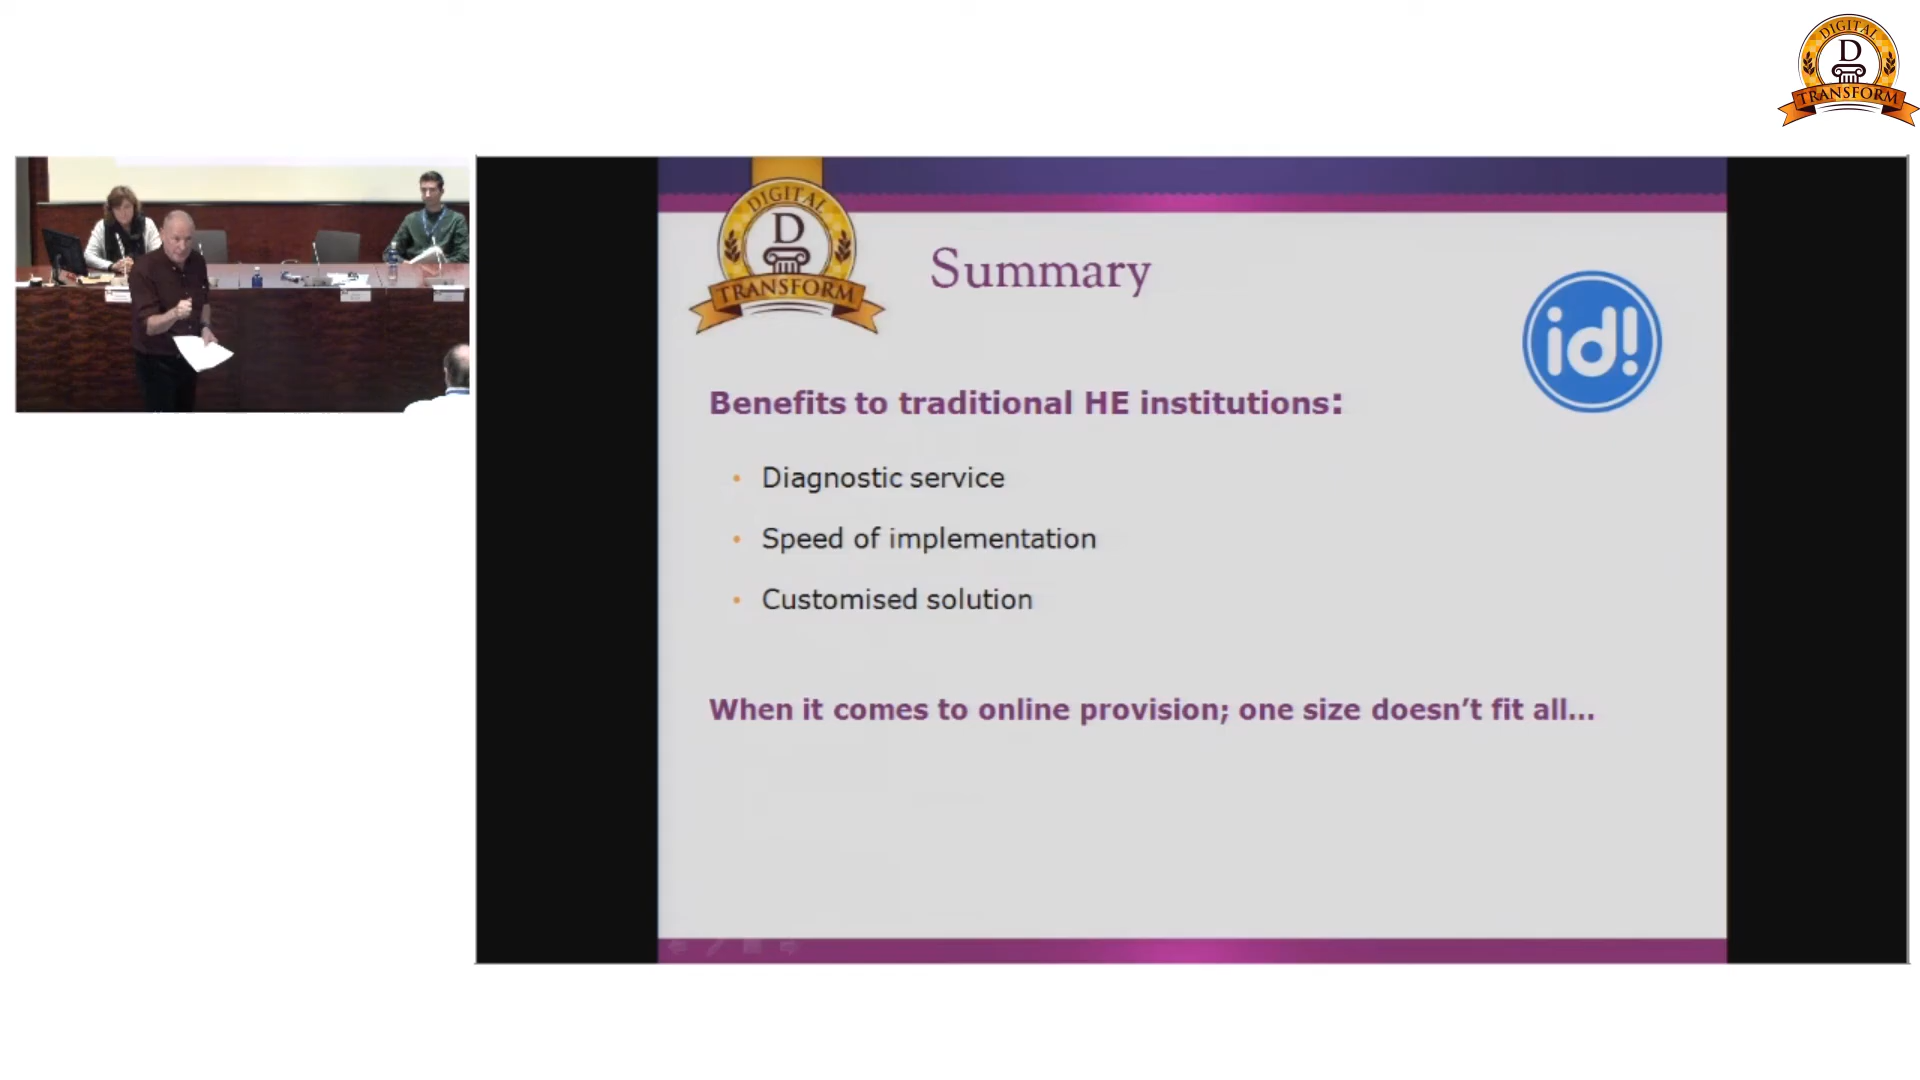 DIGITAL
D
TRANSFORM
DIGITAL
D
TRANSFORM
Summary
id!
Benefits to traditional HE institutions:
• Diagnostic service
• Speed of implementation
• Customised solution
When it comes to online provision; one size doesn’t fit all...